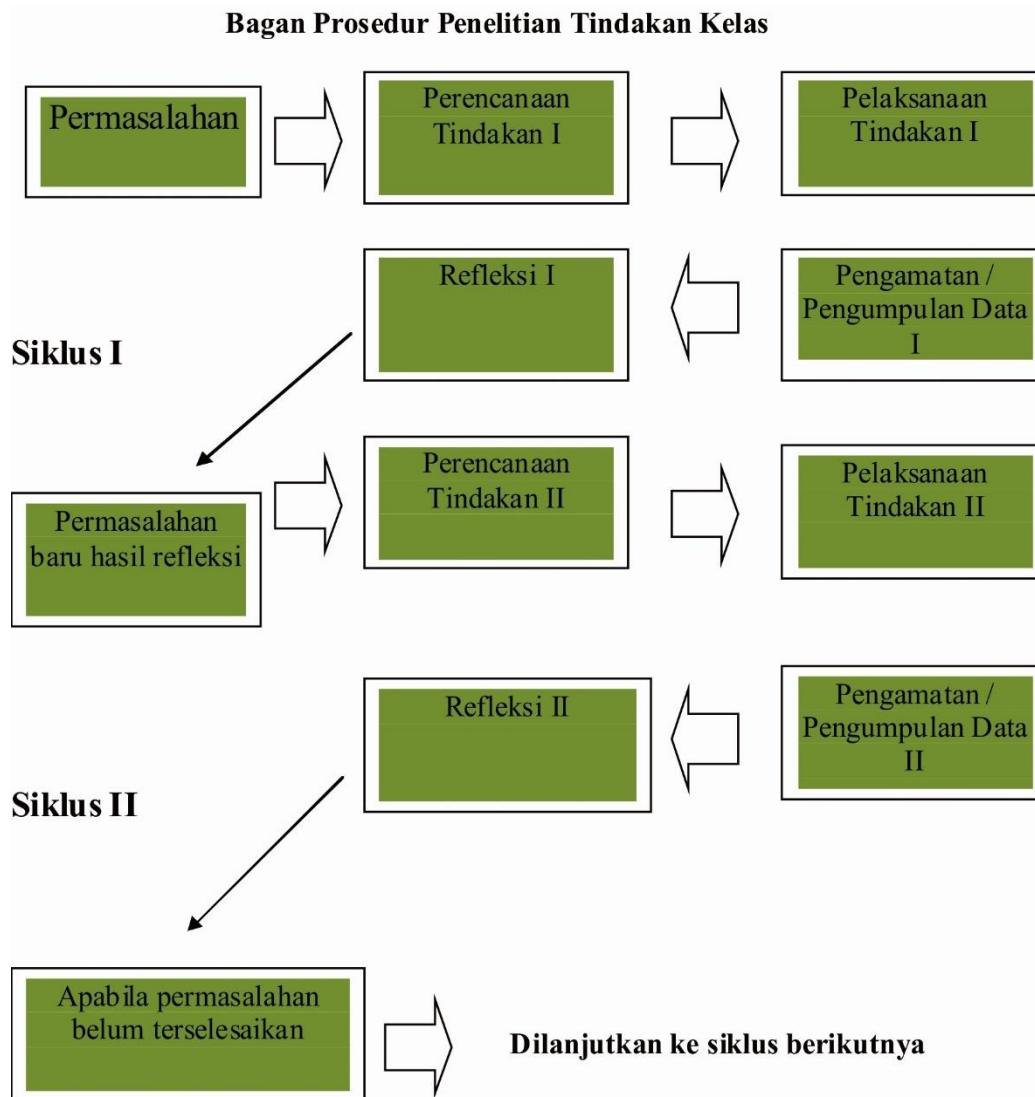 Bagan Prosedur Penelitian Tindakan Kelas
Permasalahan
Perencanaan
Tindakan I
Pelaksanaan
Tindakan I
Refleksi I
Pengamatan /
Pengumpulan Data
I
Siklus I
Permasalahan
baru hasil refleksi
Perencanaan
Tindakan II
Pelaksanaan
Tindakan II
Refleksi II
Pengamatan /
Pengumpulan Data
II
Siklus II
Apabila permasalahan
belum terselesaikan
Dilanjutkan ke siklus berikutnya